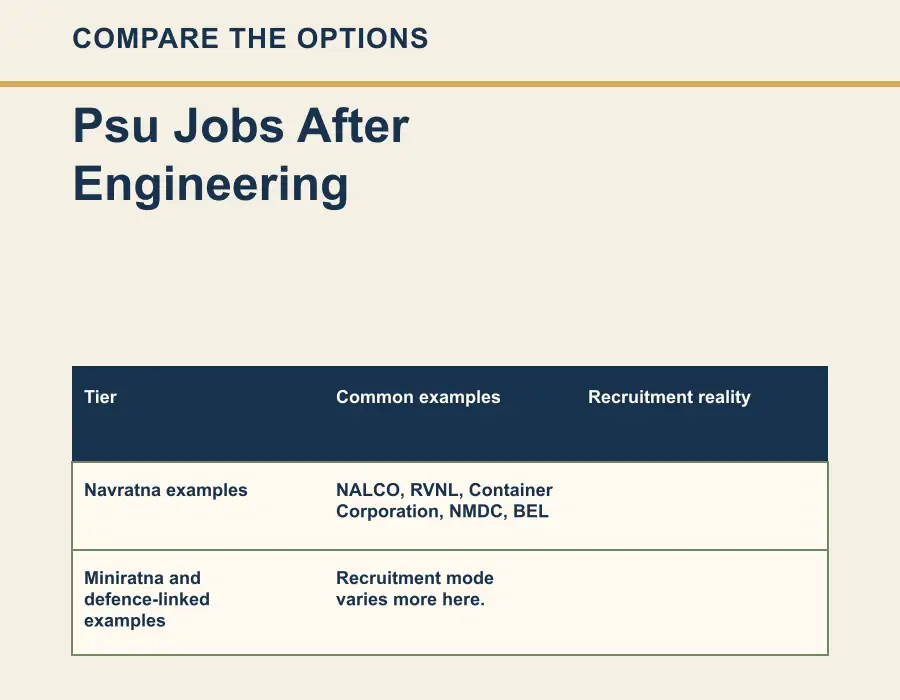 COMPARE THE OPTIONS
Psu Jobs After
Engineering
Tier
Common examples
Recruitment reality
Navratna examples
NALCO, RVNL, Container
Corporation, NMDC, BEL
Miniratna and
defence-linked
examples
Recruitment mode
varies more here.